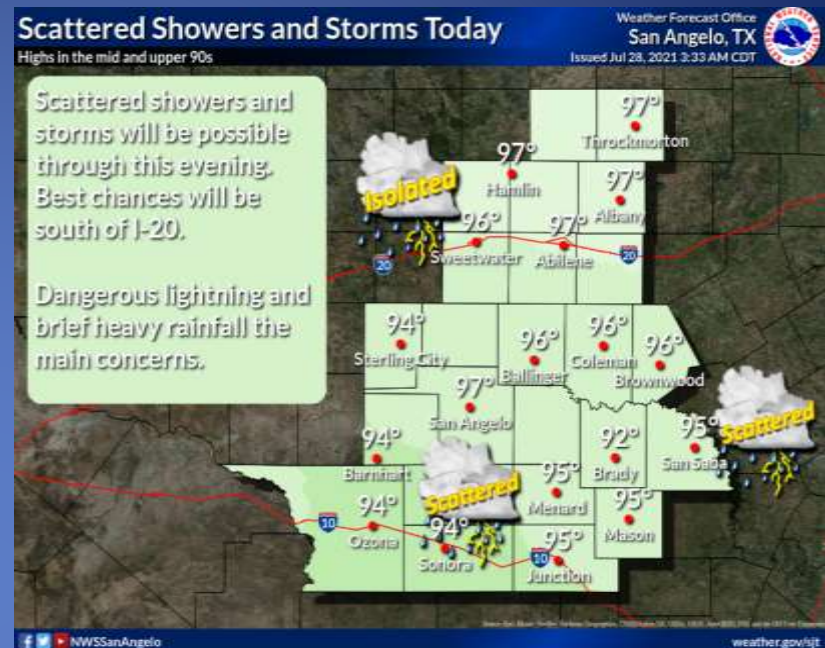 Scattered Showers and Storms Today
Highs in the mid and upper 90s
Weather Forecast Office
San Angelo, TX
Issued Jul 28, 2021 3:33 AM CDT
Scattered showers and
storms will be possible
through this evening.
Best chances will be
south of I-20.
Dangerous lightning and
brief heavy rainfall the
main concerns.
97°
Throckmorton
97°
Hamlin
97°
Albany
Isolated
96°
Sweetwater
97°
Abilene
20
20
94°
Sterling City
96°
Ballinger
96°
Coleman
96°
Brownwood
97°
San Angelo
94°
Barnhart
92°
Brady
95°
San Saba
Scattered
Scattered
95°
Menard
95°
Mason
94°
Ozona
94°
Sonora
95°
Junction
10
10
NWSSanAngelo
weather.gov/sjt